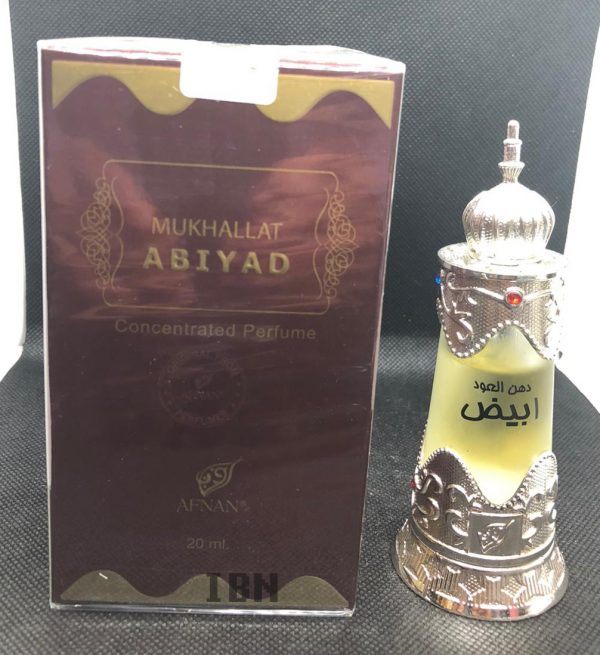 MUKHALLAT
ABIYAD
Concentrated Perfume
AFNAN
20 ml.
IBN
دهن العود
ابيض